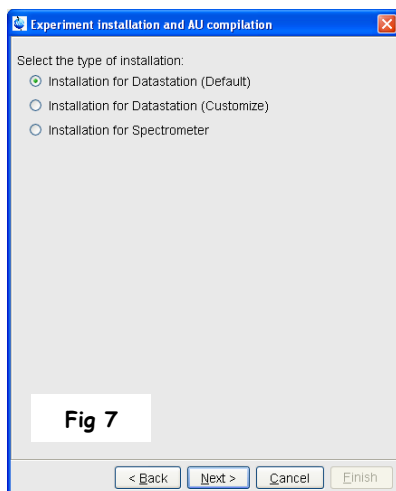 Experiment installation and AU compilation
Select the type of installation:
Installation for Datastation (Default)
Installation for Datastation (Customize)
Installation for Spectrometer
Fig 7
< Back Next > Cancel Finish